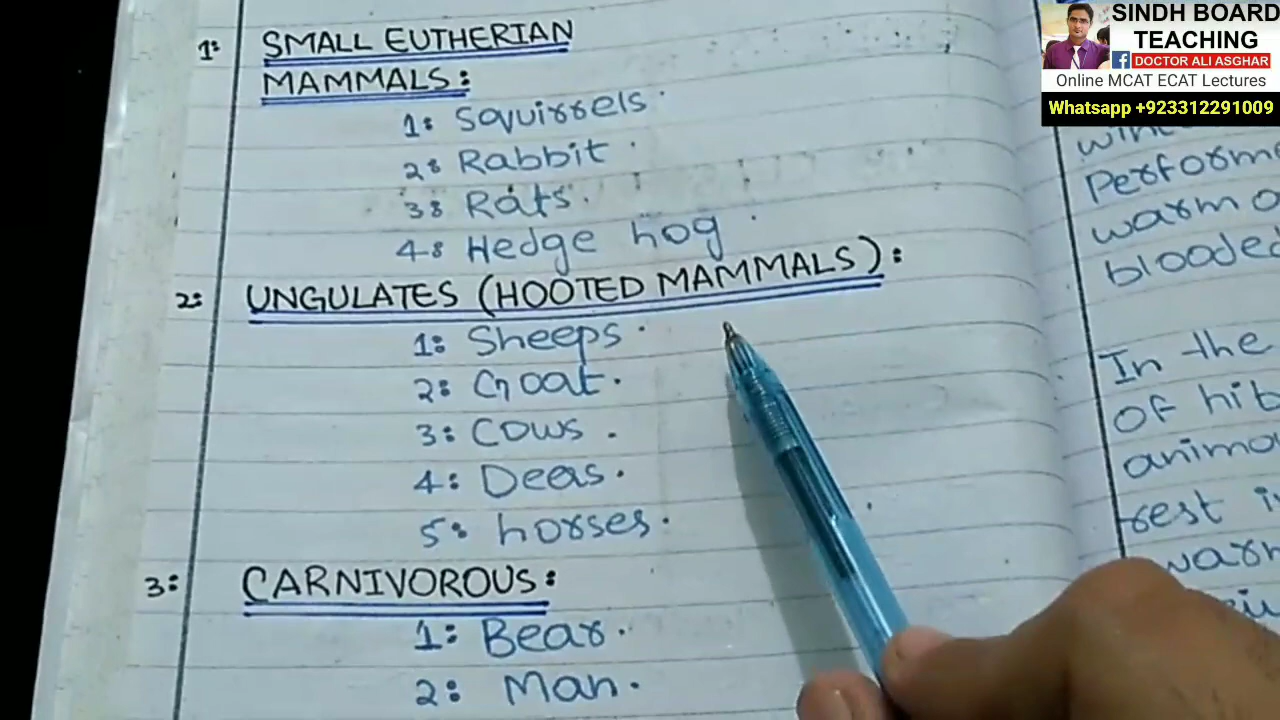 1: SMALL EUTHERIAN
MAMMALS:
1: Squirrels.
2: Rabbit.
3: Rats.
4: Hedge hog.
2: UNGULATES (HOOTED MAMMALS):
1: Sheeps.
2: Goat.
3: Cows.
4: Deers.
5: horses.
3: CARNIVOROUS:
1: Bear.
2: Man.
Perform
warm o
blooded
In the
of hib
anima
rest i
warm
SINDH BOARD
TEACHING
DOCTOR ALI ASGHAR
Online MCAT ECAT Lectures
Whatsapp +923312291009